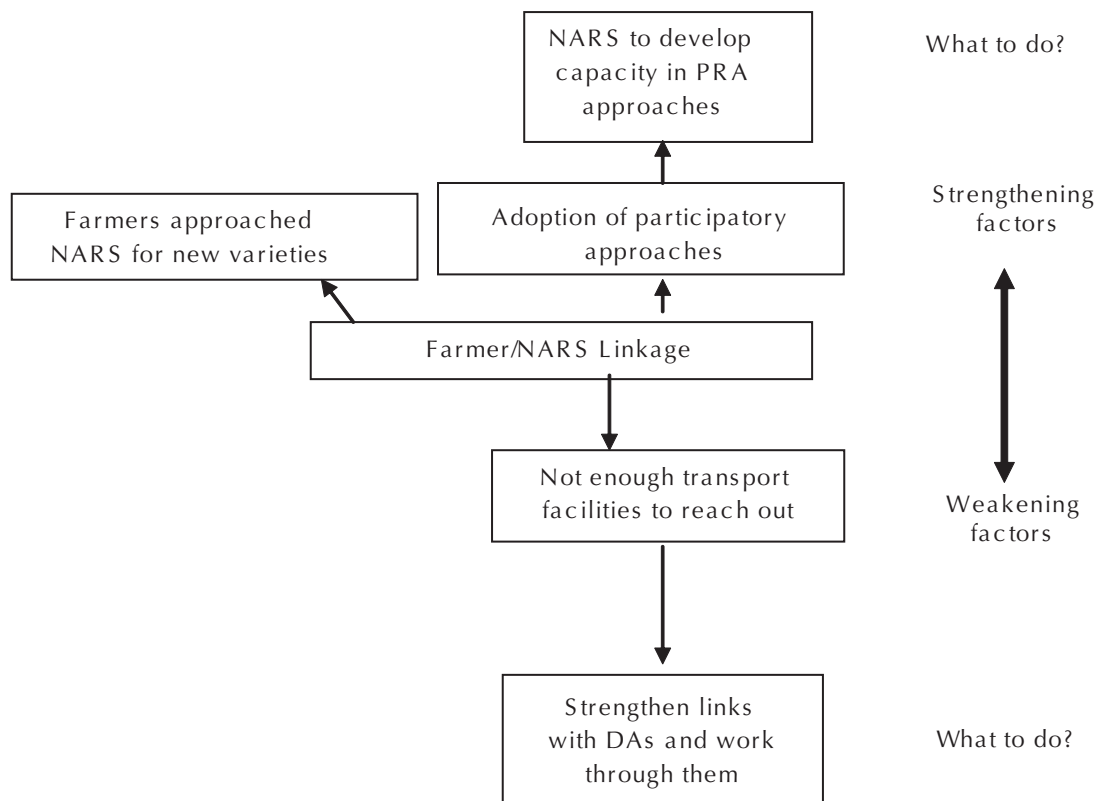 NARS to develop
capacity in PRA
approaches
What to do?
Farmers approached
NARS for new varieties
Adoption of participatory
approaches
Strengthening
factors
Farmer/NARS Linkage
Not enough transport
facilities to reach out
Weakening
factors
Strengthen links
with DAs and work
through them
What to do?